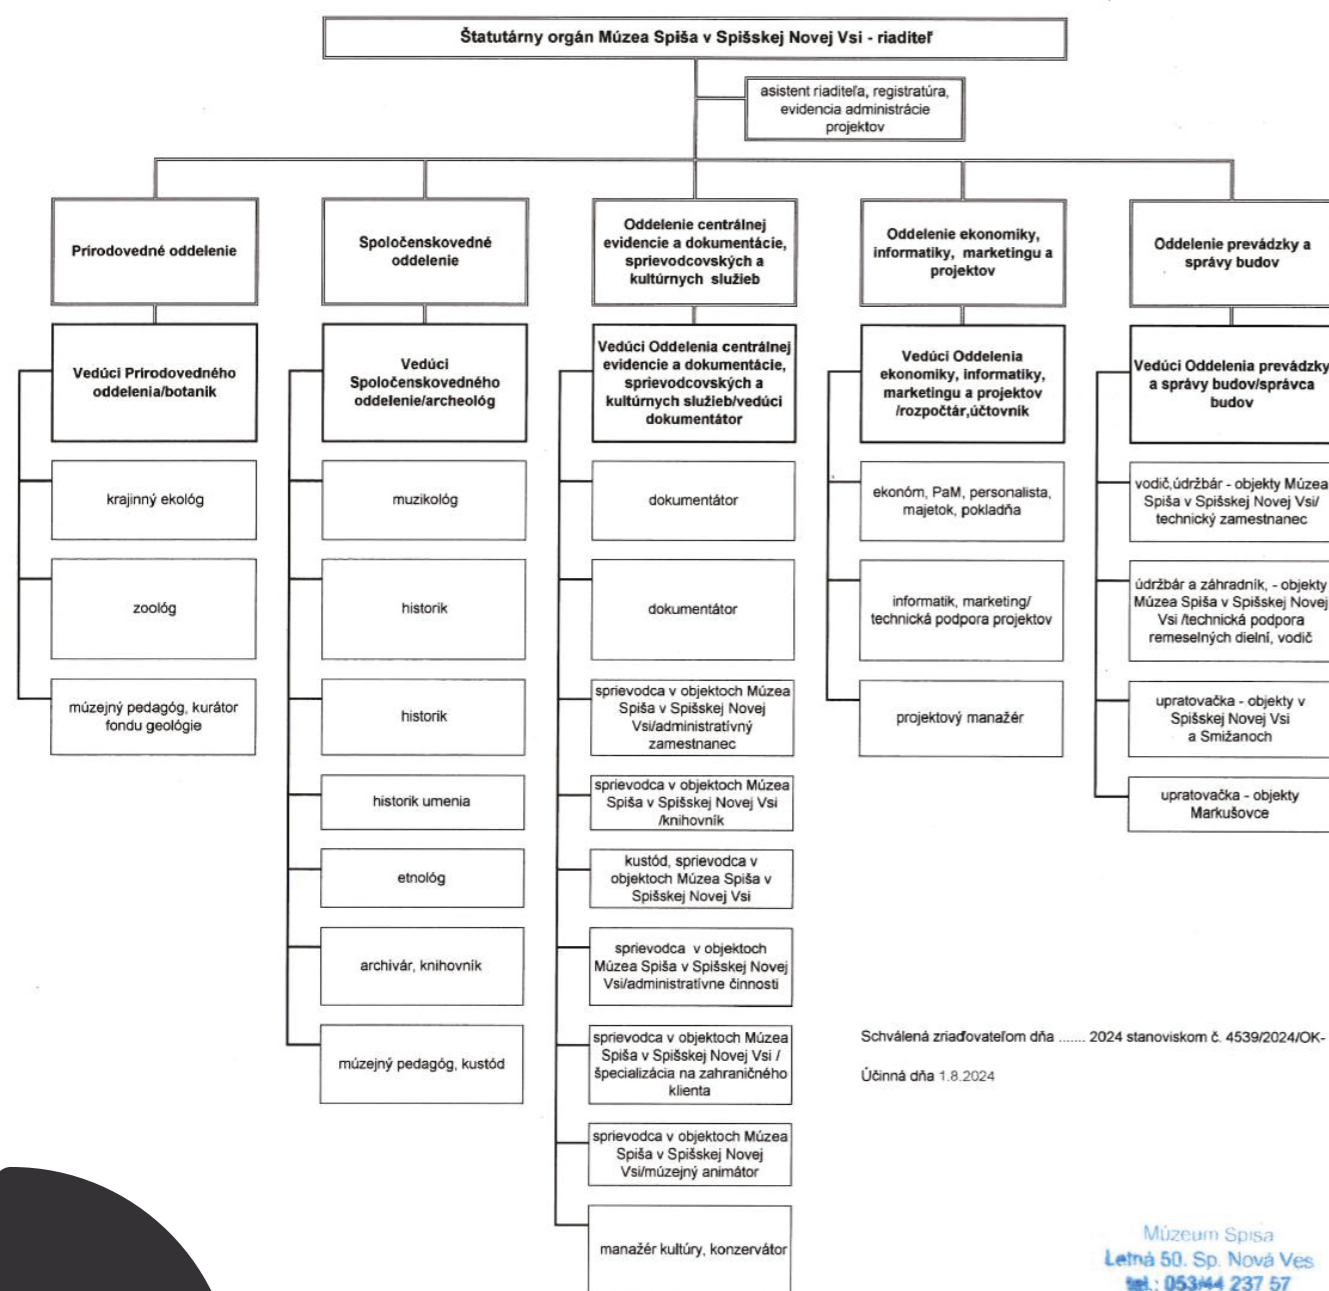 Štatutárny orgán Múzea Spiša v Spišskej Novej Vsi - riaditeľ
asistent riaditeľa, registratúra,
evidencia administrácie
projektov
Prírodovedné oddelenie
Spoločenskovedné
oddelenie
Oddelenie centrálnej
evidencie a dokumentácie,
sprievodcovských a
kultúrnych služieb
Oddelenie ekonomiky,
informatiky, marketingu a
projektov
Oddelenie prevádzky a
správy budov
Vedúci Prírodovedného
oddelenia/botanik
Vedúci
Spoločenskovedného
oddelenie/archeológ
Vedúci Oddelenia centrálnej
evidencie a dokumentácie,
sprievodcovských a
kultúrnych služieb/vedúci
dokumentátor
Vedúci Oddelenia
ekonomiky, informatiky,
marketingu a projektov
/rozpočtár,účtovník
Vedúci Oddelenia prevádzky
a správy budov/správca
budov
krajinný ekológ
zoológ
múzejný pedagóg, kurátor
fondu geológie
muzikológ
historik
historik
historik umenia
etnológ
archivár, knihovník
múzejný pedagóg, kustód
dokumentátor
dokumentátor
sprievodca v objektoch Múzea
Spiša v Spišskej Novej
Vsi/administratívny
zamestnanec
sprievodca v objektoch Múzea
Spiša v Spišskej Novej Vsi
/knihovník
kustód, sprievodca v
objektoch Múzea Spiša v
Spišskej Novej Vsi
sprievodca v objektoch
Múzea Spiša v Spišskej Novej
Vsi/administratívne činnosti
sprievodca v objektoch Múzea
Spiša v Spišskej Novej Vsi /
špecializácia na zahraničného
klienta
sprievodca v objektoch Múzea
Spiša v Spišskej Novej
Vsi/múzejný animátor
manažér kultúry, konzervátor
ekonóm, PaM, personalista,
majetok, pokladňa
informatik, marketing/
technická podpora projektov
projektový manažér
vodič,údržbár - objekty Múzea
Spiša v Spišskej Novej Vsi/
technický zamestnanec
údržbár a záhradník, - objekty
Múzea Spiša v Spišskej Novej
Vsi /technická podpora
remeselných dielní, vodič
upratovačka - objekty v
Spišskej Novej Vsi
a Smižanoch
upratovačka - objekty
Markušovce
Schválená zriaďovateľom dňa ....... 2024 stanoviskom č. 4539/2024/OK-
Účinná dňa 1.8.2024
Múzeum Spiša
Letná 50. Sp. Nová Ves
tel.: 053/44 237 57